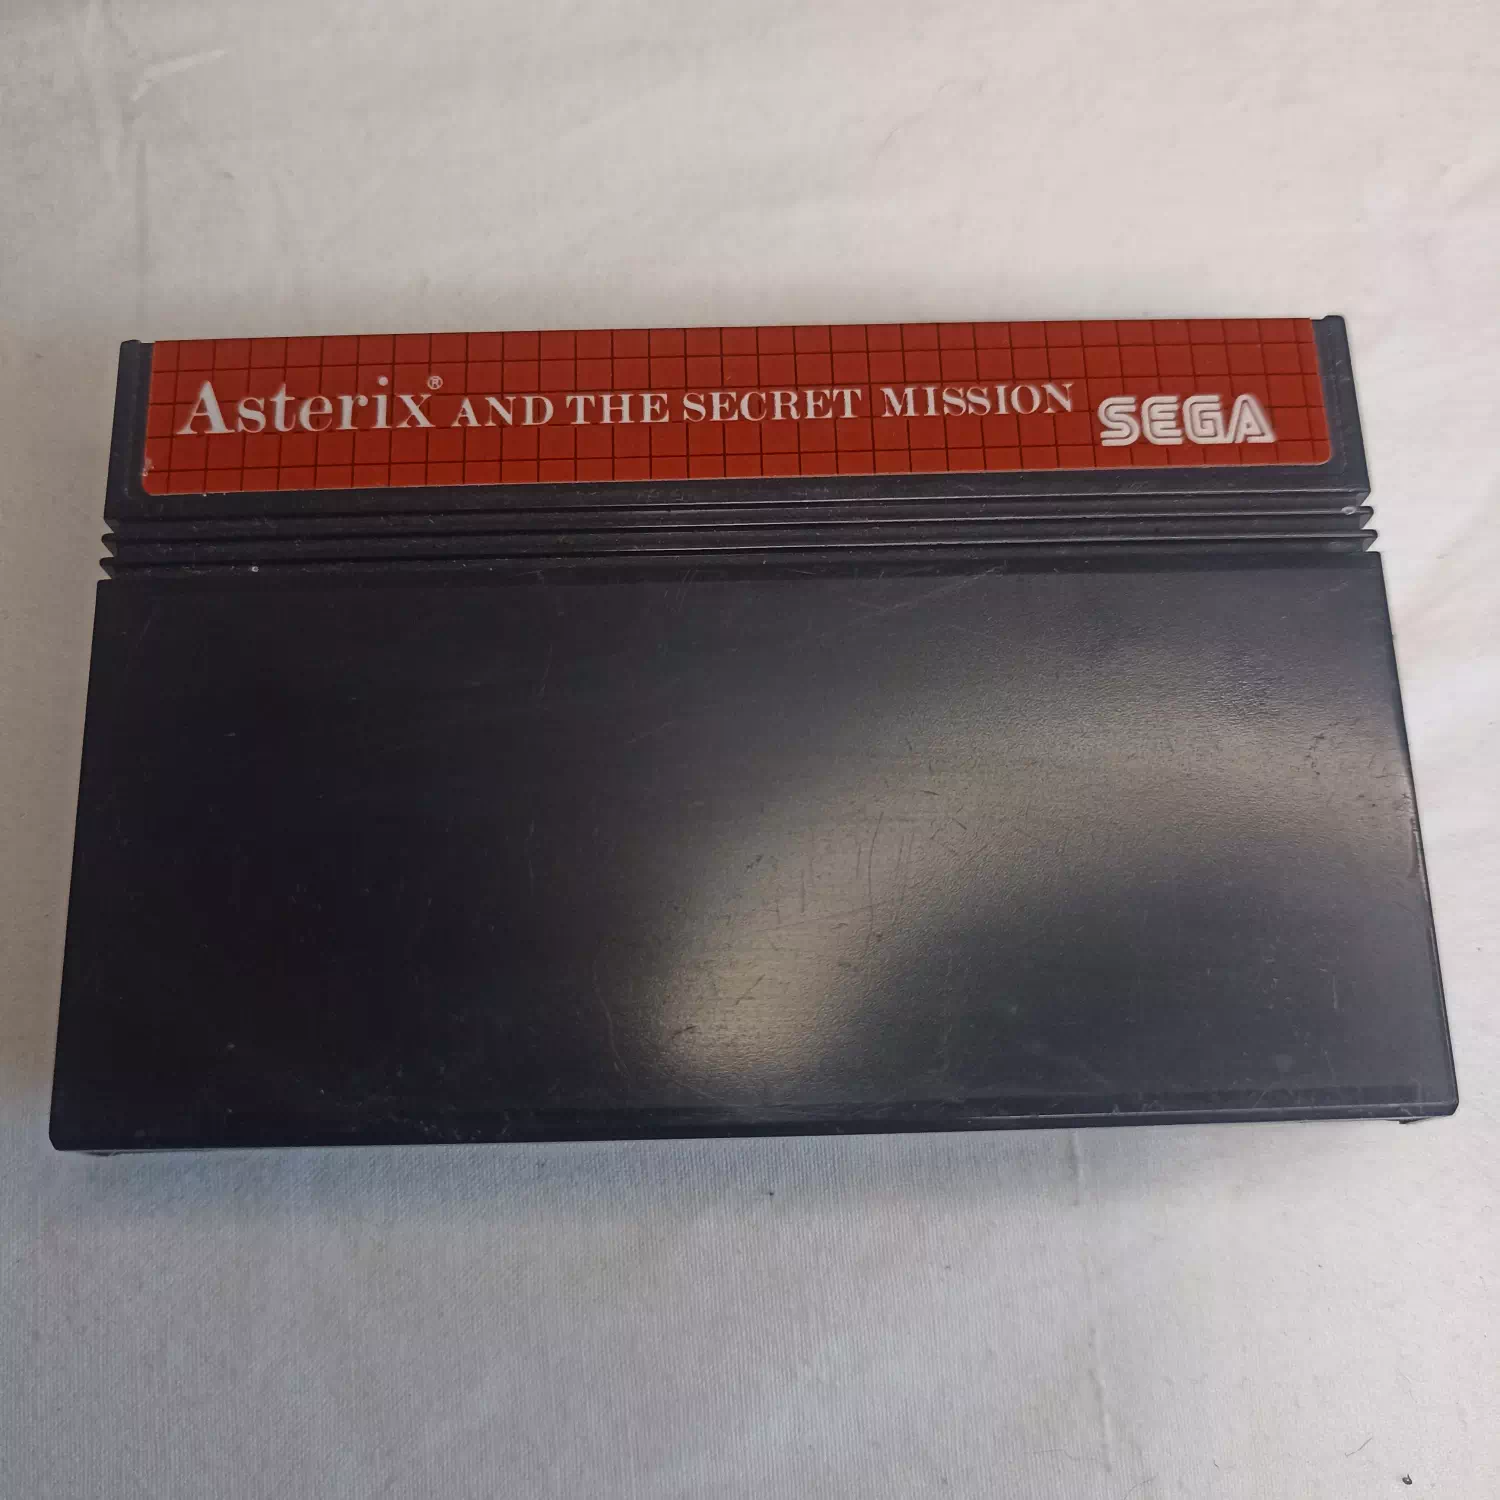 Asterix® AND THE SECRET MISSION SEGA